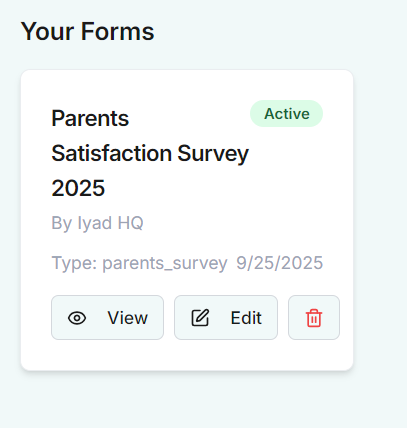 Your Forms
Parents
Active
Satisfaction Survey
2025
By Iyad HQ
Type: parents_survey 9/25/2025
View Edit